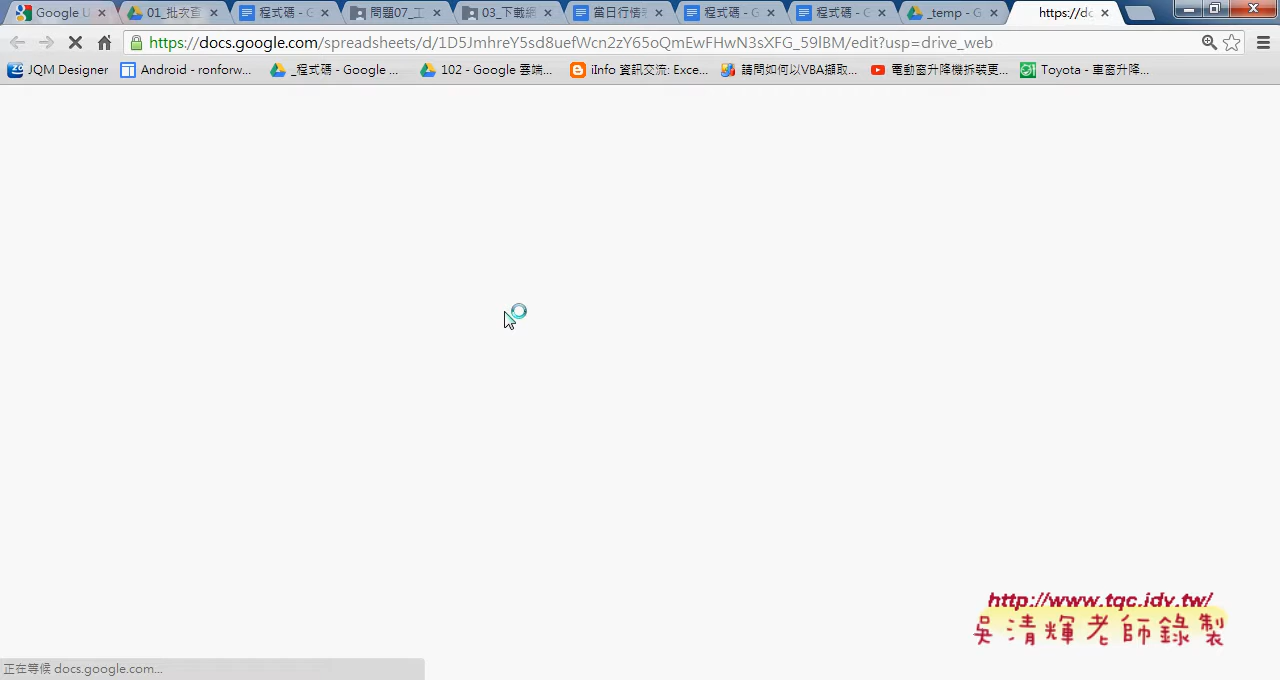 Google U
01_批次查
程式碼 - G
問題07_工
03_下載網
當日行情
程式碼 - G
程式碼 - G
_temp - G
https://dc
https://docs.google.com/spreadsheets/d/1D5JmhreY5sd8uefWcn2zY65oQmEwFHwN3sXFG_59lBM/edit?usp=drive_web
JQM Designer
Android - ronforw...
_程式碼 - Google ...
102 - Google 雲端...
iInfo 資訊交流: Exce...
請問如何以VBA擷取...
電動窗升降機拆裝更...
Toyota - 車窗升降...
http://www.tqc.idv.tw/
吳清輝老師錄製
正在等候 docs.google.com...